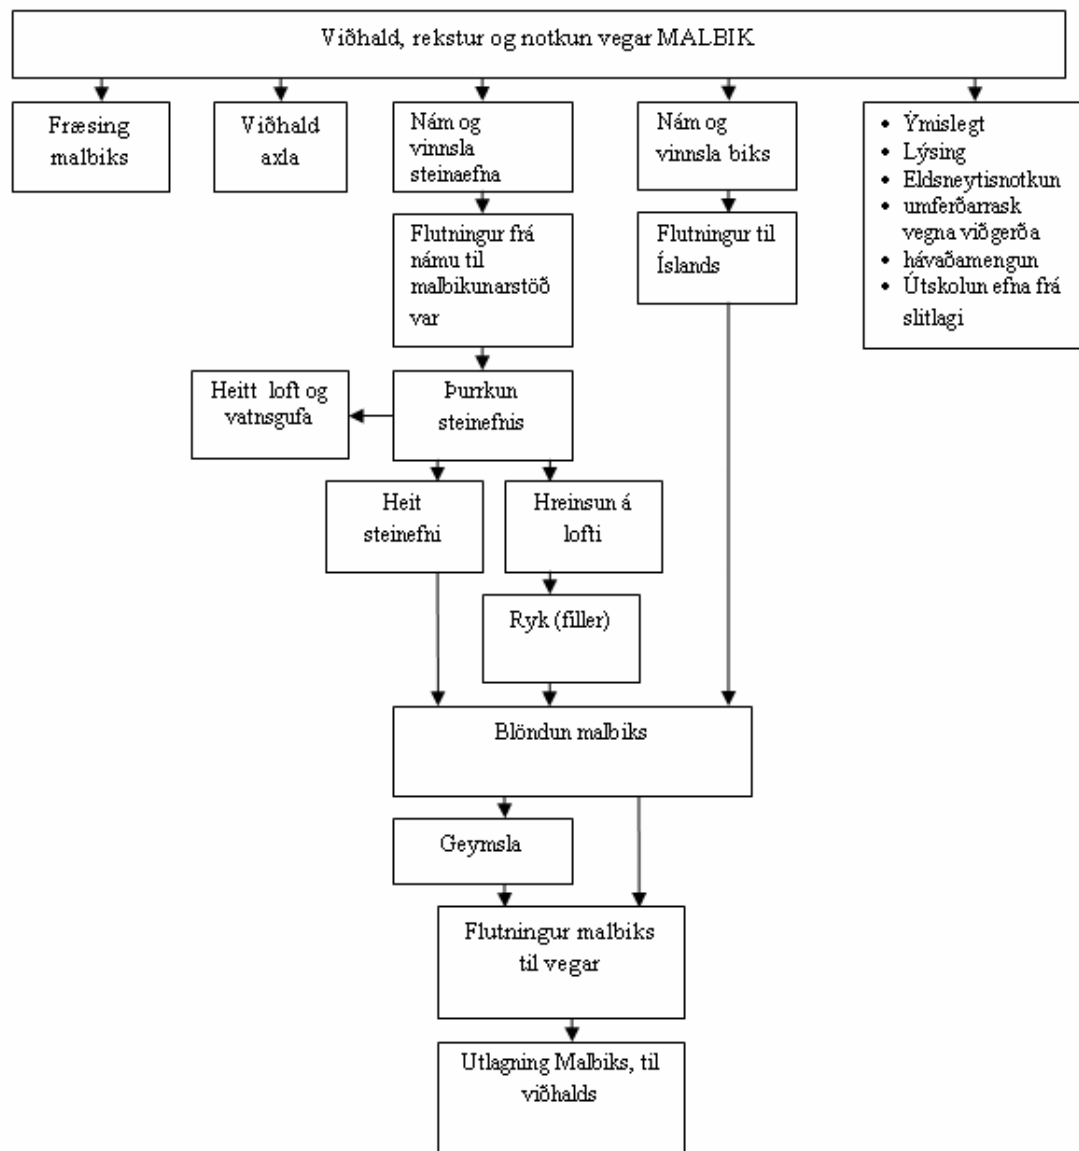 Viðhald, rekstur og notkun vegar MALBIK
Fræsing
malbiks
Viðhald
axla
Nám og
vinnsla
steinaefna
Nám og
vinnsla biks
• Ýmislegt
• Lýsing
• Eldsneytisnotkun
• umferðarrask
vegna viðgerða
• hávaðamengun
• Útskolun efna frá
slitlagi
Flutningur frá
námu til
malbikunarstöð
var
Flutningur til
Íslands
Heitt loft og
vatnsgufa
Þurrkun
steinefnis
Heit
steinefni
Hreinsun á
lofti
Ryk (filler)
Blöndun malbiks
Geymsla
Flutningur malbiks
til vegar
Utlagning Malbiks, til
viðhalds